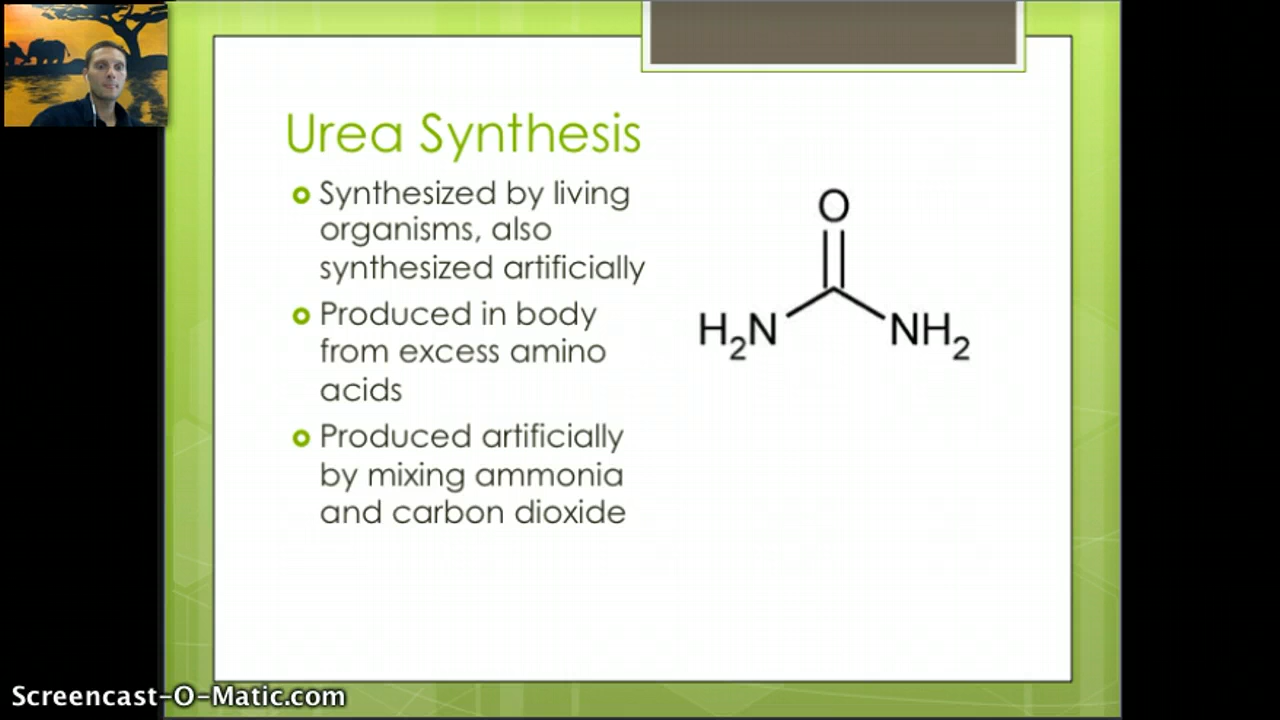 Urea Synthesis
Synthesized by living
organisms, also
synthesized artificially
Produced in body
from excess amino
acids
Produced artificially
by mixing ammonia
and carbon dioxide
O
H₂N NH₂
Screencast-O-Matic.com